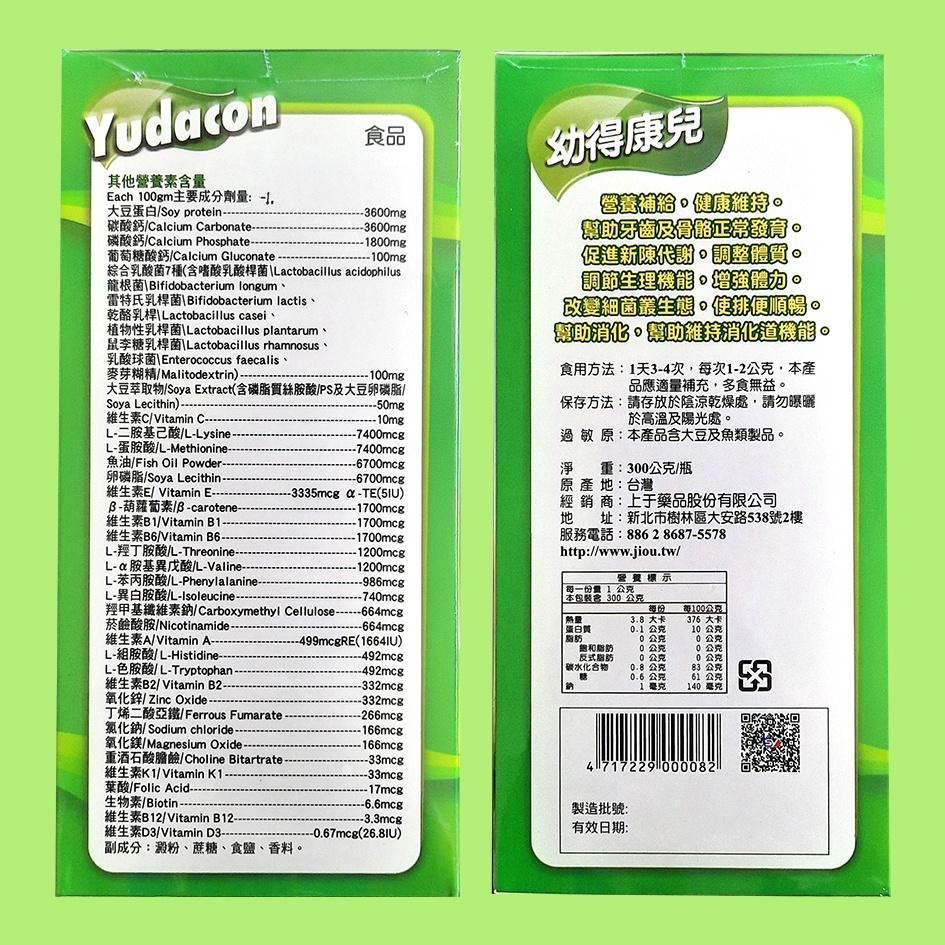 Yudacon
食品
其他營養素含量
Each 100gm主要成分劑量:
大豆蛋白/Soy protein---3600mg
碳酸鈣/Calcium Carbonate---3600mg
磷酸鈣/Calcium Phosphate---1800mg
葡萄糖酸鈣/Calcium Gluconate---100mg
綜合乳酸菌7種(含嗜酸乳酸桿菌\Lactobacillus acidophilus
龍根菌\Bifidobacterium longum、
雷特氏乳桿菌\Bifidobacterium lactis、
乾酪乳桿\Lactobacillus casei、
植物性乳桿菌\Lactobacillus plantarum、
鼠李糖乳桿菌\Lactobacillus rhamnosus、
乳酸球菌\Enterococcus faecalis、
麥芽糊精/Malitodextrin)---100mg
大豆萃取物/Soya Extract(含磷脂質絲胺酸/PS及大豆卵磷脂/
Soya Lecithin)---50mg
維生素C/Vitamin C---10mg
L-二胺基己酸/L-Lysine---7400mcg
L-蛋胺酸/L-Methionine---7400mcg
魚油/Fish Oil Powder---6700mcg
卵磷脂/Soya Lecithin---6700mcg
維生素E/ Vitamin E---3335mcg α-TE(5IU)
β-葫蘿蔔素/β-carotene---1700mcg
維生素B1/Vitamin B1---1700mcg
維生素B6/Vitamin B6---1700mcg
L-羥丁胺酸/L-Threonine---1200mcg
L-α胺基異戊酸/L-Valine---1200mcg
L-苯丙胺酸/L-Phenylalanine---986mcg
L-異白胺酸/L-Isoleucine---740mcg
羥甲基纖維素鈉/Carboxymethyl Cellulose---664mcg
菸鹼酸胺/Nicotinamide---664mcg
維生素A/Vitamin A---499mcgRE(1664IU)
L-組胺酸/L-Histidine---492mcg
L-色胺酸/L-Tryptophan---492mcg
維生素B2/Vitamin B2---332mcg
氧化鋅/Zinc Oxide---332mcg
丁烯二酸亞鐵/Ferrous Fumarate---266mcg
氯化鈉/Sodium chloride---166mcg
氧化鎂/Magnesium Oxide---166mcg
重酒石酸膽鹼/Choline Bitartrate---33mcg
維生素K1/Vitamin K1---33mcg
葉酸/Folic Acid---17mcg
生物素/Biotin---6.6mcg
維生素B12/Vitamin B12---3.3mcg
維生素D3/Vitamin D3---0.67mcg(26.8IU)
副成分：澱粉、蔗糖、食鹽、香料。
幼得康兒
營養補給，健康維持。
幫助牙齒及骨骼正常發育。
促進新陳代謝，調整體質。
調節生理機能，增強體力。
改變細菌叢生態，使排便順暢。
幫助消化，幫助維持消化道機能。
食用方法：1天3-4次，每次1-2公克，本產
品應適量補充，多食無益。
保存方法：請存放於陰涼乾燥處，請勿曝曬
於高溫及陽光處。
過敏原：本產品含大豆及魚類製品。
淨 重：300公克/瓶
原產地：台灣
經銷商：上于藥品股份有限公司
地 址：新北市樹林區大安路538號2樓
服務電話：886 2 8687-5578
http://www.jiou.tw/
營養標示
每一份量 1 公克
本包裝含 300 公克
每份 每100公克
熱量 3.8 大卡 376 大卡
蛋白質 0.1 公克 10 公克
脂肪 0 公克 0 公克
飽和脂肪 0 公克 0 公克
反式脂肪 0 公克 0 公克
碳水化合物 0.8 公克 83 公克
糖 0.6 公克 61 公克
鈉 1 毫克 140 毫克
4 717229 000082
製造批號:
有效日期: